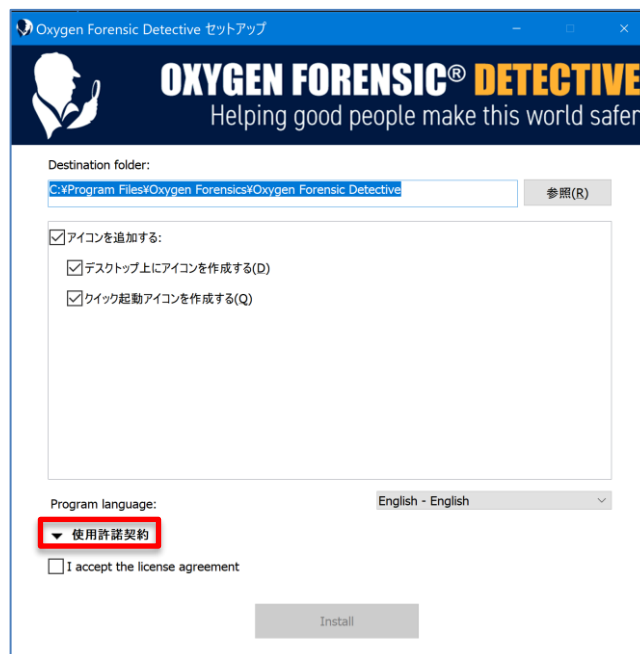 Oxygen Forensic Detective セットアップ
OXYGEN FORENSIC® DETECTIVE
Helping good people make this world safer
Destination folder:
C:¥Program Files¥Oxygen Forensics¥Oxygen Forensic Detective
参照(R)
アイコンを追加する:
デスクトップ上にアイコンを作成する(D)
クイック起動アイコンを作成する(Q)
Program language:
English - English
使用許諾契約
I accept the license agreement
Install